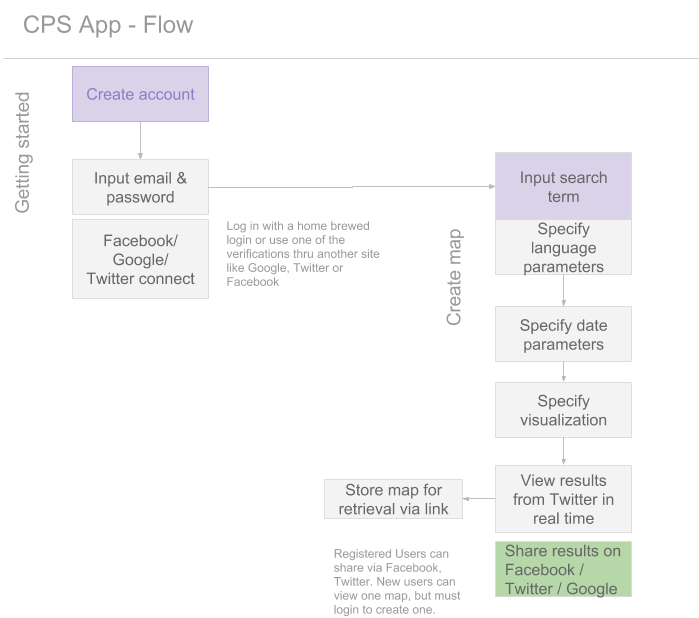 CPS App - Flow
Getting started
Create account
Input email &
password
Facebook/
Google/
Twitter connect
Log in with a home brewed
login or use one of the
verifications thru another site
like Google, Twitter or
Facebook
Create map
Input search
term
Specify
language
parameters
Specify date
parameters
Specify
visualization
View results
from Twitter in
real time
Store map for
retrieval via link
Share results on
Facebook /
Twitter / Google
Registered Users can
share via Facebook,
Twitter. New users can
view one map, but must
login to create one.